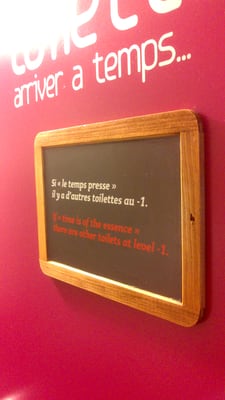 arriver a temps...
Si « le temps presse »
il y a d'autres toilettes au -1.
If « time is of the essence »
there are other toilets at level -1.